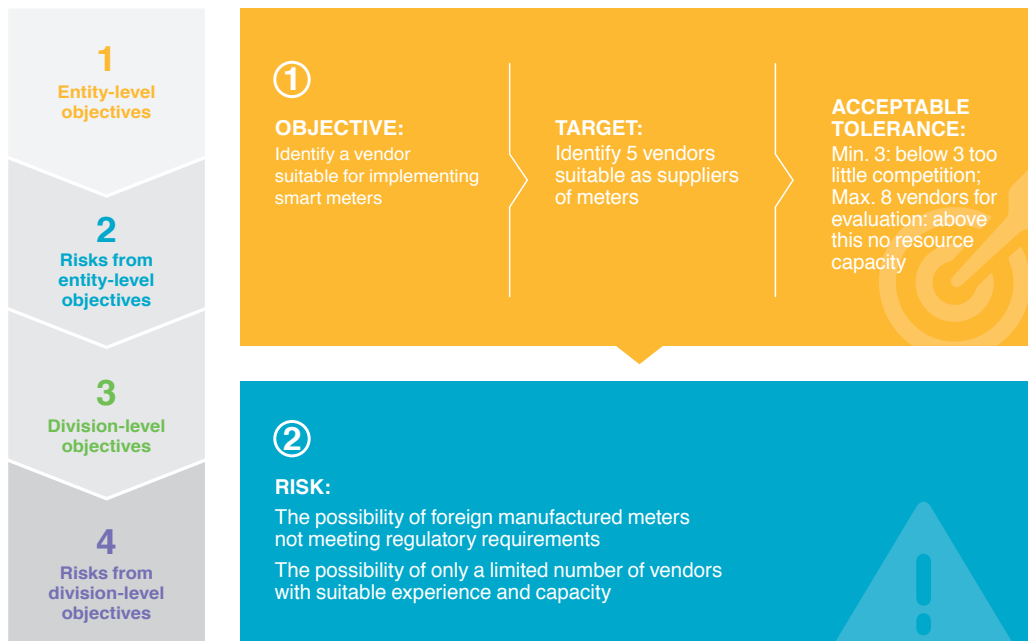 1
Entity-level
objectives
2
Risks from
entity-level
objectives
3
Division-level
objectives
4
Risks from
division-level
objectives
1
OBJECTIVE:
Identify a vendor
suitable for implementing
smart meters
TARGET:
Identify 5 vendors
suitable as suppliers
of meters
ACCEPTABLE
TOLERANCE:
Min. 3: below 3 too
little competition;
Max. 8 vendors for
evaluation: above
this no resource
capacity
2
RISK:
The possibility of foreign manufactured meters
not meeting regulatory requirements
The possibility of only a limited number of vendors
with suitable experience and capacity